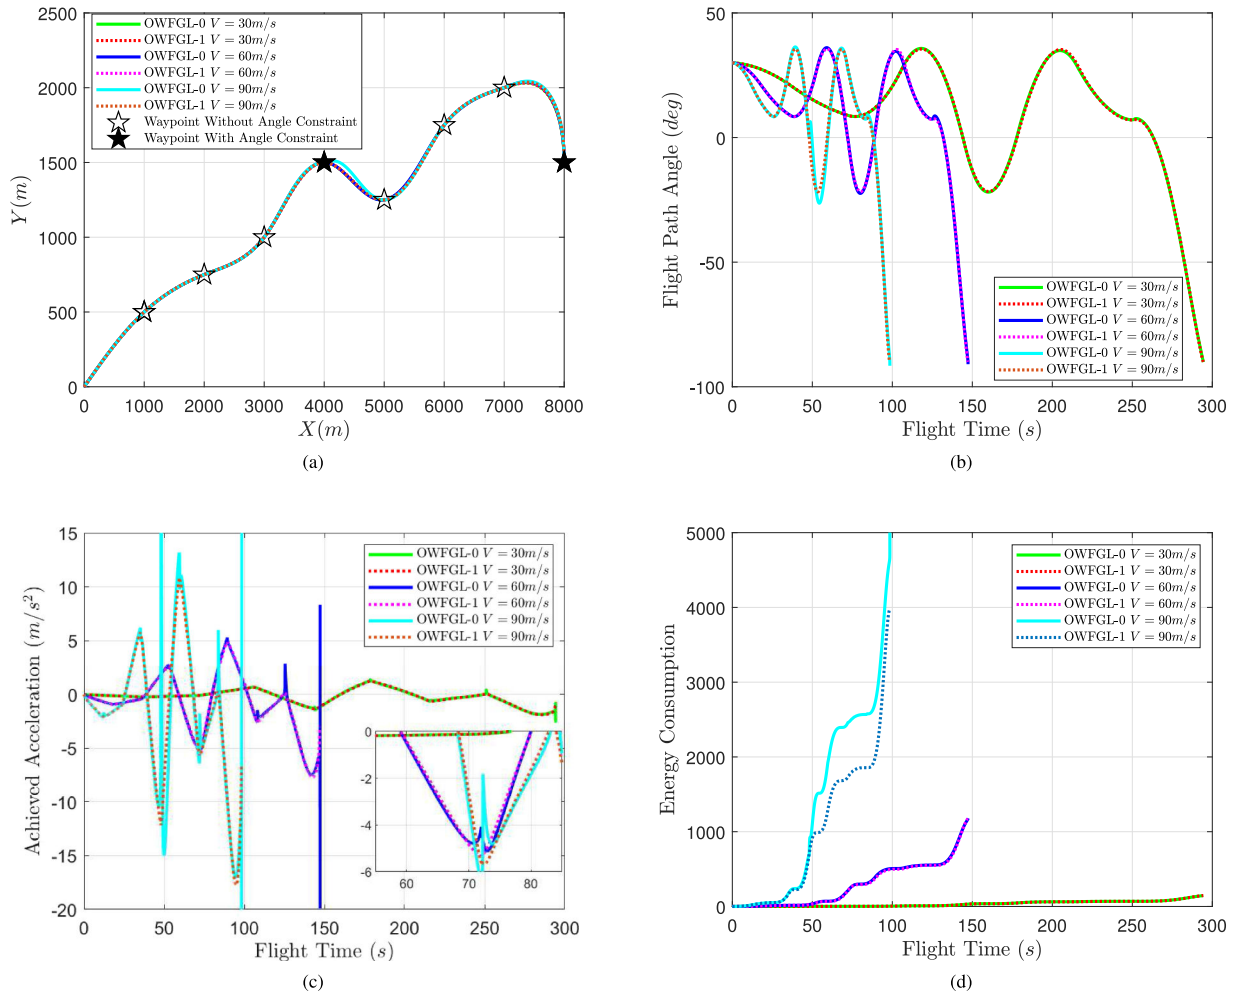 2500
2000
1500
1000
500
0
Y(m)
OWFGL-0 V = 30m/s
OWFGL-1 V = 30m/s
OWFGL-0 V = 60m/s
OWFGL-1 V = 60m/s
OWFGL-0 V = 90m/s
OWFGL-1 V = 90m/s
Waypoint Without Angle Constraint
Waypoint With Angle Constraint
0 1000 2000 3000 4000 5000 6000 7000 8000
X(m)
(a)
50
0
-50
-100
Flight Path Angle (deg)
OWFGL-0 V = 30m/s
OWFGL-1 V = 30m/s
OWFGL-0 V = 60m/s
OWFGL-1 V = 60m/s
OWFGL-0 V = 90m/s
OWFGL-1 V = 90m/s
0 50 100 150 200 250 300
Flight Time (s)
(b)
15
10
5
0
-5
-10
-15
-20
Achieved Acceleration (m/s²)
OWFGL-0 V = 30m/s
OWFGL-1 V = 30m/s
OWFGL-0 V = 60m/s
OWFGL-1 V = 60m/s
OWFGL-0 V = 90m/s
OWFGL-1 V = 90m/s
0
-2
-4
-6
60 70 80
0 50 100 150 200 250 300
Flight Time (s)
(c)
5000
4000
3000
2000
1000
0
Energy Consumption
OWFGL-0 V = 30m/s
OWFGL-1 V = 30m/s
OWFGL-0 V = 60m/s
OWFGL-1 V = 60m/s
OWFGL-0 V = 90m/s
OWFGL-1 V = 90m/s
0 50 100 150 200 250 300
Flight Time (s)
(d)